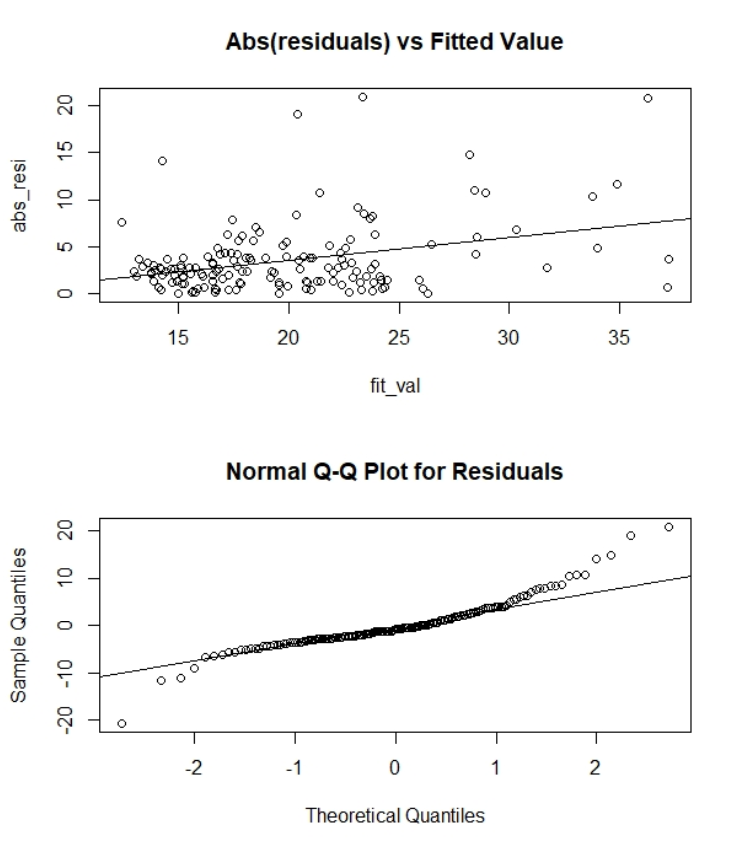 Abs(residuals) vs Fitted Value
20
15
10
5
0
abs_resi
15 20 25 30 35
fit_val
Normal Q-Q Plot for Residuals
20
10
0
-10
-20
Sample Quantiles
-2 -1 0 1 2
Theoretical Quantiles